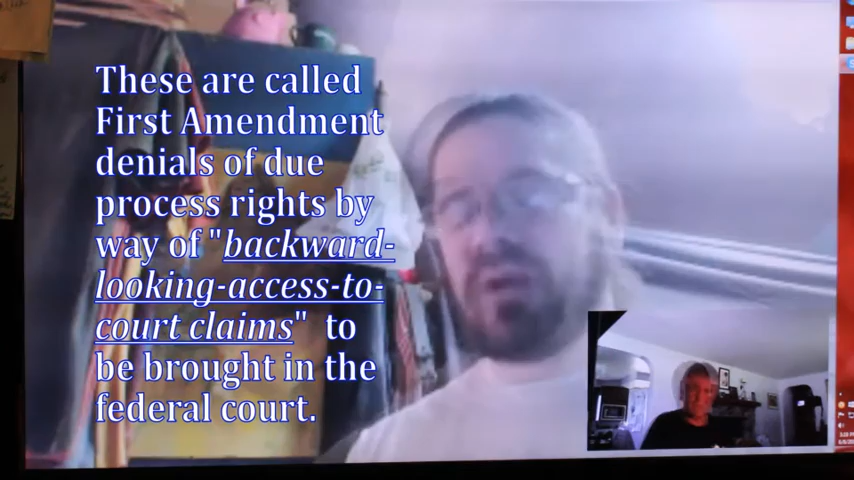 These are called
First Amendment
denials of due
process rights by
way of "backward-
looking-access-to-
court claims"  to
be brought in the
federal court.